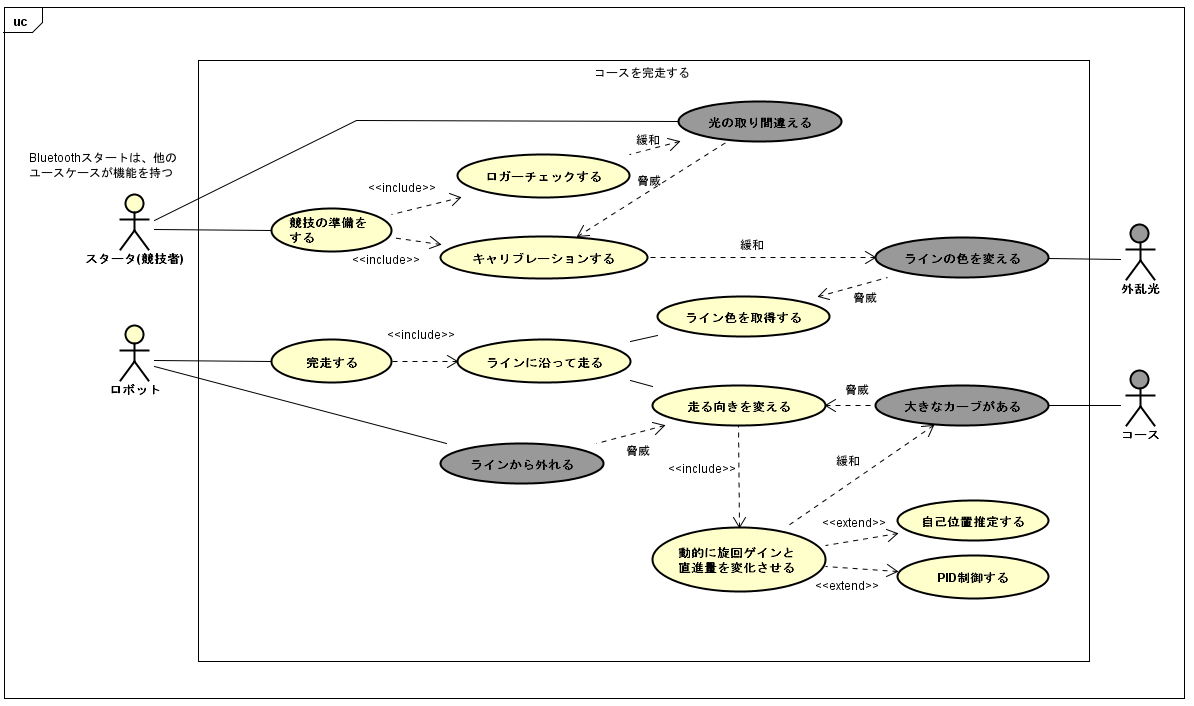 uc
コースを完走する
光の取り間違える
緩和
Bluetoothスタートは、他の
ユースケースが機能を持つ
ロガーチェックする
脅威
<<include>>
競技の準備を
する
スタータ(競技者)
<<include>>
キャリブレーションする
緩和
ラインの色を変える
外乱光
脅威
ライン色を取得する
<<include>>
完走する
ラインに沿って走る
ロボット
脅威
走る向きを変える
大きなカーブがある
コース
脅威
ラインから外れる
<<include>>
緩和
<<extend>>
自己位置推定する
動的に旋回ゲインと
直進量を変化させる
PID制御する
<<extend>>